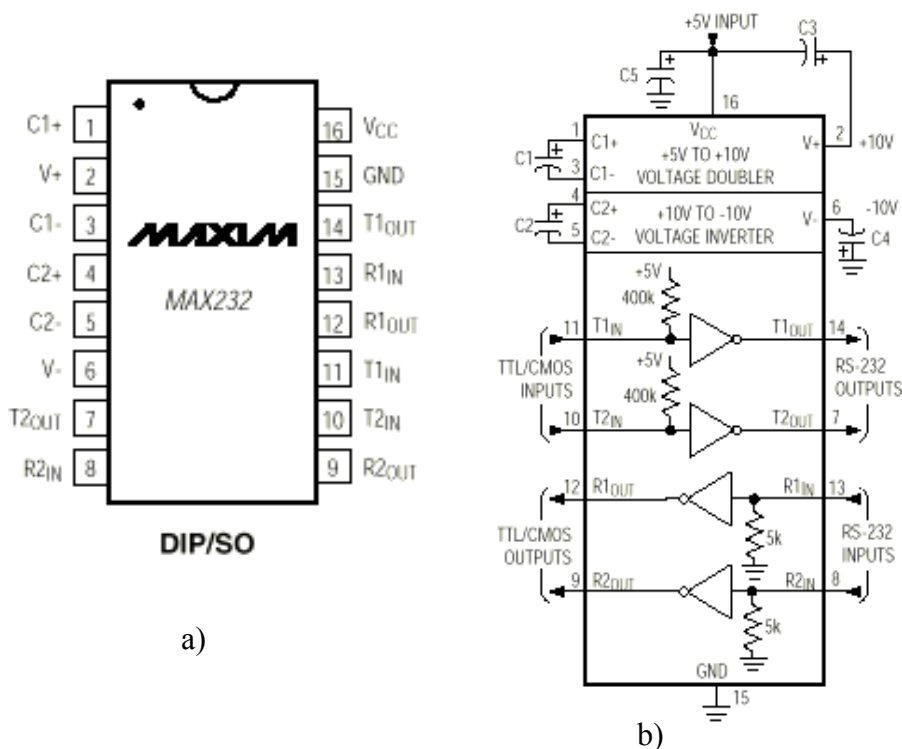 C1+ 1
V+ 2
C1- 3
C2+ 4
C2- 5
V- 6
T2OUT 7
R2IN 8
16 VCC
15 GND
14 T1OUT
13 R1IN
12 R1OUT
11 T1IN
10 T2IN
9 R2OUT
MAXIM
MAX232
DIP/SO
a)
+5V INPUT
C3
+
C5 +
16
1 C1+
VCC
V+ 2 +10V
C1 +
3 C1-
+5V TO +10V
VOLTAGE DOUBLER
4 C2+
C2 +
5 C2-
+10V TO -10V
VOLTAGE INVERTER
V- 6 -10V
C4
+
+5V
400k
11 T1IN
T1OUT 14
+5V
400k
TTL/CMOS
INPUTS
RS-232
OUTPUTS
10 T2IN
T2OUT 7
12 R1OUT
R1IN 13
5k
TTL/CMOS
OUTPUTS
RS-232
INPUTS
9 R2OUT
R2IN 8
5k
GND
15
b)